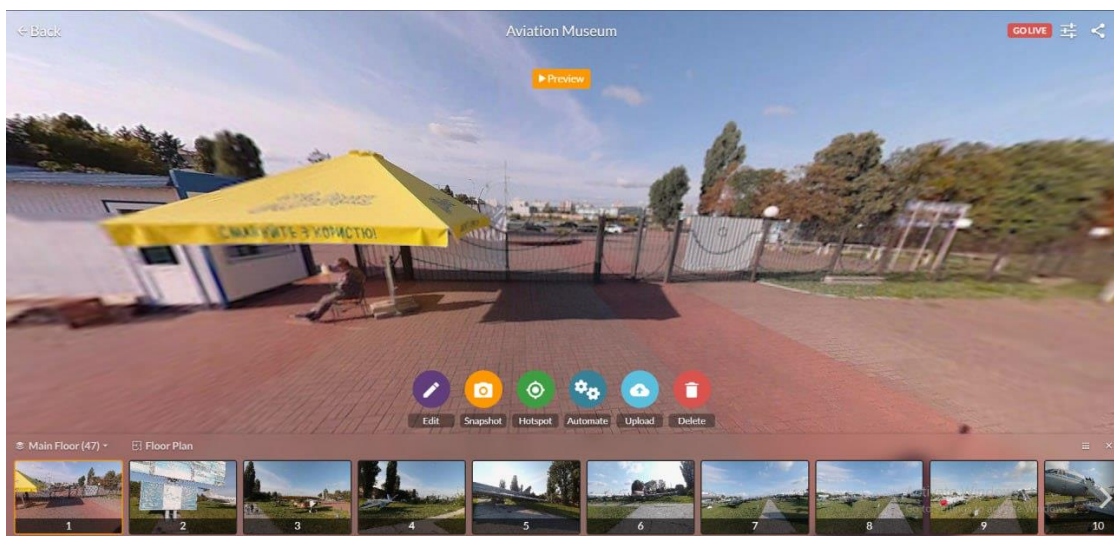 ← Back
Aviation Museum
GO LIVE
Preview
СМАКУЙТЕ З КОРИСТЮ!
Edit
Snapshot
Hotspot
Automate
Upload
Delete
Main Floor (47)
Floor Plan
1
2
3
4
5
6
7
8
9
10